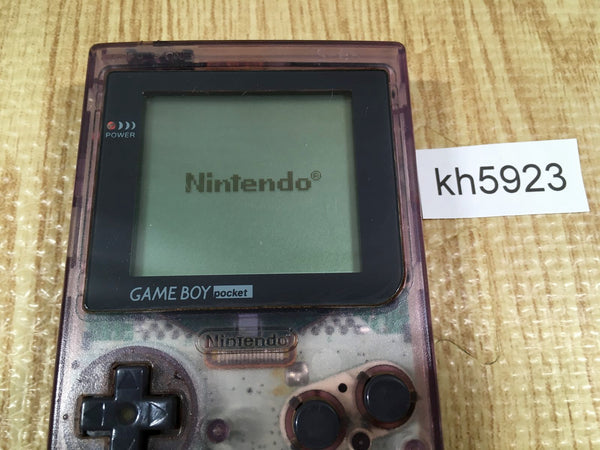 POWER
Nintendo®
kh5923
GAME BOY pocket
Nintendo